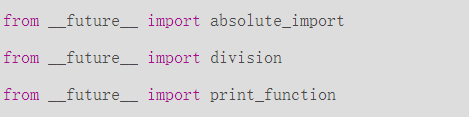 from __future__ import absolute_import
from __future__ import division
from __future__ import print_function